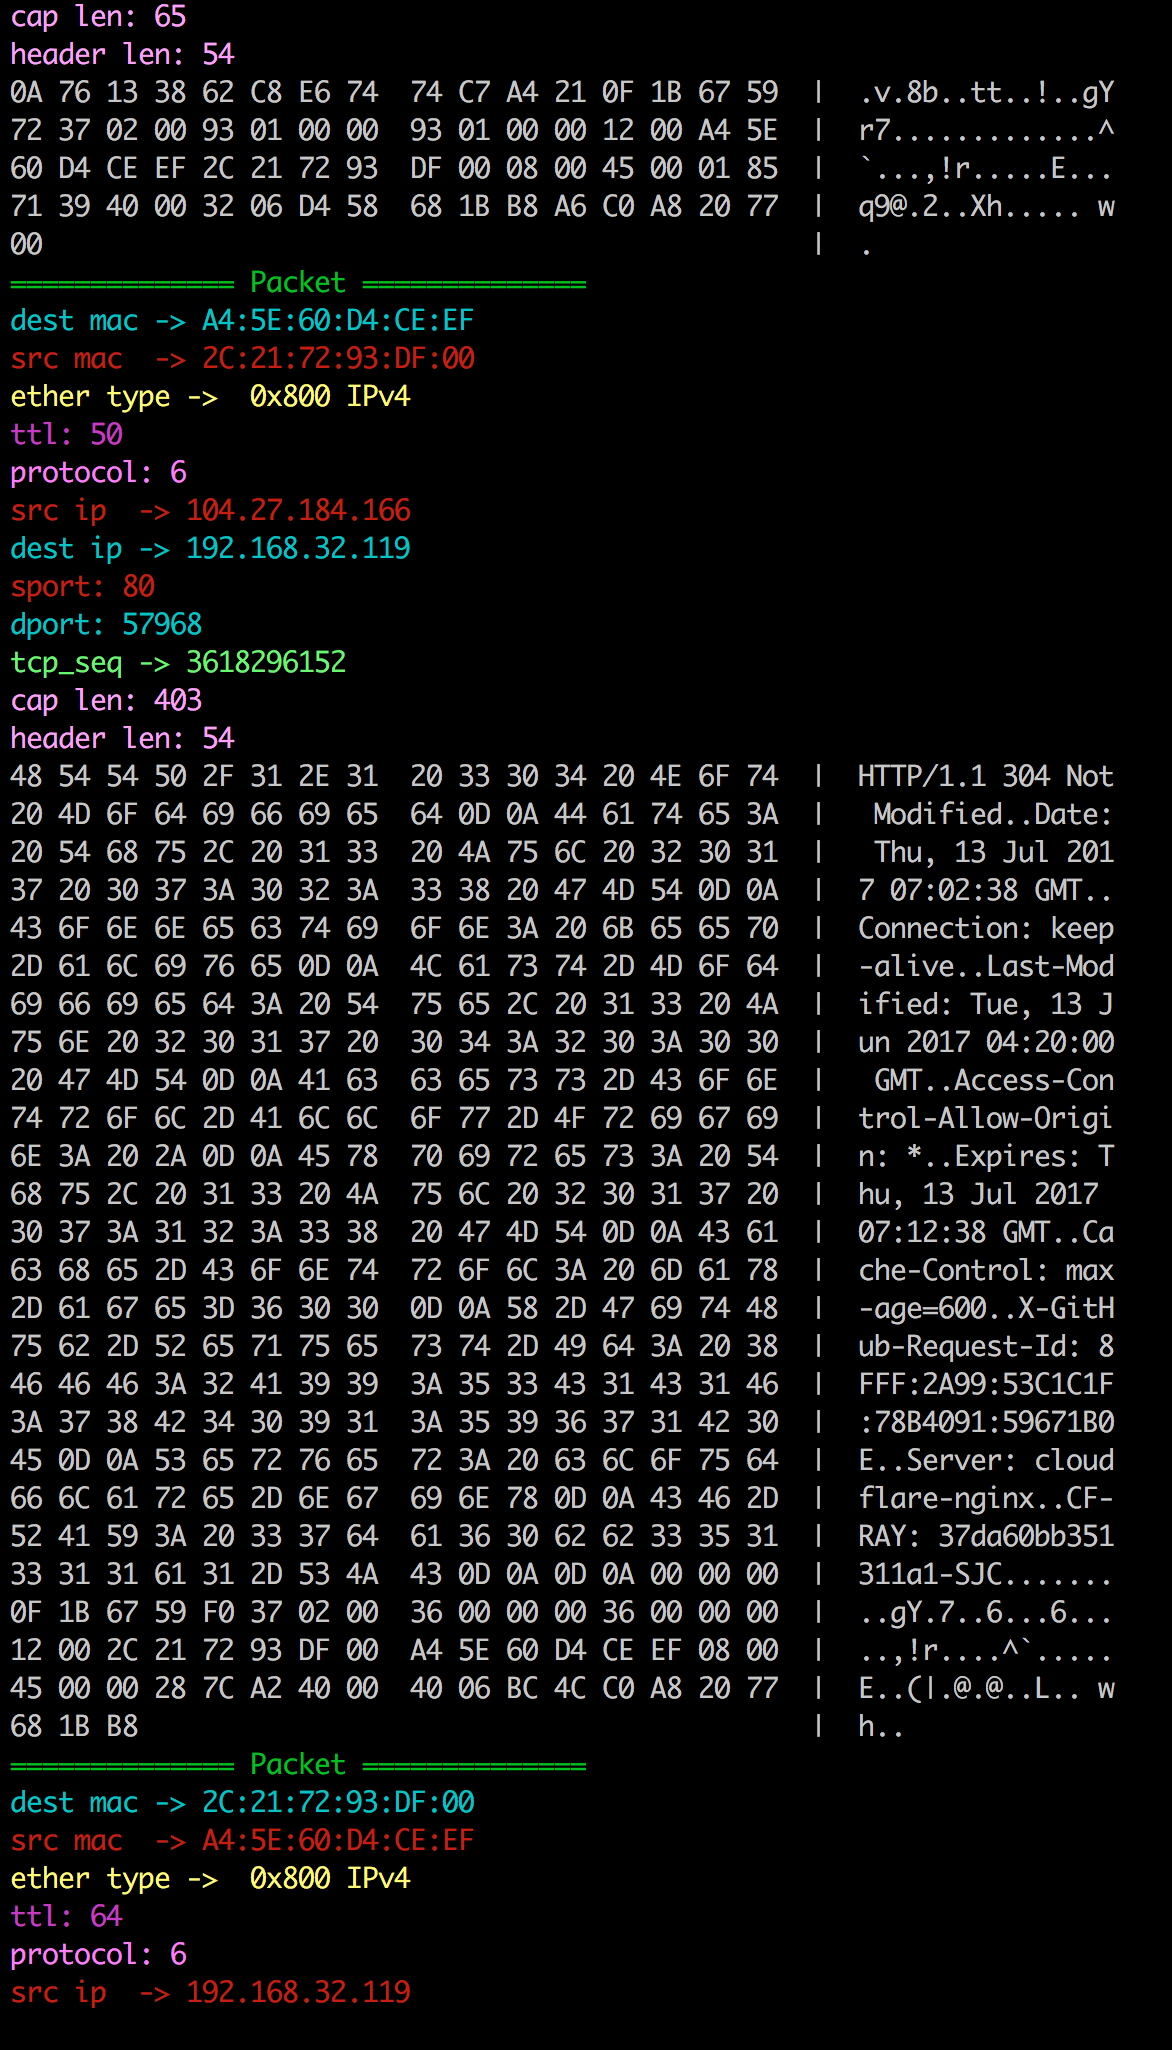 cap len: 65
header len: 54
0A 76 13 38 62 C8 E6 74  74 C7 A4 21 0F 1B 67 59  |  .v.8b..tt..!..gY
72 37 02 00 93 01 00 00  93 01 00 00 12 00 A4 5E  |  r7.............^
60 D4 CE EF 2C 21 72 93  DF 00 08 00 45 00 01 85  |  `...,!r.....E...
71 39 40 00 32 06 D4 58  68 1B B8 A6 C0 A8 20 77  |  q9@.2..Xh..... w
00                                                |  .
============== Packet ==============
dest mac -> A4:5E:60:D4:CE:EF
src mac  -> 2C:21:72:93:DF:00
ether type ->  0x800 IPv4
ttl: 50
protocol: 6
src ip  -> 104.27.184.166
dest ip -> 192.168.32.119
sport: 80
dport: 57968
tcp_seq -> 3618296152
cap len: 403
header len: 54
48 54 54 50 2F 31 2E 31  20 33 30 34 20 4E 6F 74  |  HTTP/1.1 304 Not
20 4D 6F 64 69 66 69 65  64 0D 0A 44 61 74 65 3A  |   Modified..Date:
20 54 68 75 2C 20 31 33  20 4A 75 6C 20 32 30 31  |   Thu, 13 Jul 201
37 20 30 37 3A 30 32 3A  33 38 20 47 4D 54 0D 0A  |  7 07:02:38 GMT..
43 6F 6E 6E 65 63 74 69  6F 6E 3A 20 6B 65 65 70  |  Connection: keep
2D 61 6C 69 76 65 0D 0A  4C 61 73 74 2D 4D 6F 64  |  -alive..Last-Mod
69 66 69 65 64 3A 20 54  75 65 2C 20 31 33 20 4A  |  ified: Tue, 13 J
75 6E 20 32 30 31 37 20  30 34 3A 32 30 3A 30 30  |  un 2017 04:20:00
20 47 4D 54 0D 0A 41 63  63 65 73 73 2D 43 6F 6E  |   GMT..Access-Con
74 72 6F 6C 2D 41 6C 6C  6F 77 2D 4F 72 69 67 69  |  trol-Allow-Origi
6E 3A 20 2A 0D 0A 45 78  70 69 72 65 73 3A 20 54  |  n: *..Expires: T
68 75 2C 20 31 33 20 4A  75 6C 20 32 30 31 37 20  |  hu, 13 Jul 2017
30 37 3A 31 32 3A 33 38  20 47 4D 54 0D 0A 43 61  |  07:12:38 GMT..Ca
63 68 65 2D 43 6F 6E 74  72 6F 6C 3A 20 6D 61 78  |  che-Control: max
2D 61 67 65 3D 36 30 30  0D 0A 58 2D 47 69 74 48  |  -age=600..X-GitH
75 62 2D 52 65 71 75 65  73 74 2D 49 64 3A 20 38  |  ub-Request-Id: 8
46 46 46 3A 32 41 39 39  3A 35 33 43 31 43 31 46  |  FFF:2A99:53C1C1F
3A 37 38 42 34 30 39 31  3A 35 39 36 37 31 42 30  |  :78B4091:59671B0
45 0D 0A 53 65 72 76 65  72 3A 20 63 6C 6F 75 64  |  E..Server: cloud
66 6C 61 72 65 2D 6E 67  69 6E 78 0D 0A 43 46 2D  |  flare-nginx..CF-
52 41 59 3A 20 33 37 64  61 36 30 62 62 33 35 31  |  RAY: 37da60bb351
33 31 31 61 31 2D 53 4A  43 0D 0A 0D 0A 00 00 00  |  311a1-SJC.......
0F 1B 67 59 F0 37 02 00  36 00 00 00 36 00 00 00  |  ..gY.7..6...6...
12 00 2C 21 72 93 DF 00  A4 5E 60 D4 CE EF 08 00  |  ..,!r....^`.....
45 00 00 28 7C A2 40 00  40 06 BC 4C C0 A8 20 77  |  E..(|.@.@..L.. w
68 1B B8                                          |  h..
============== Packet ==============
dest mac -> 2C:21:72:93:DF:00
src mac  -> A4:5E:60:D4:CE:EF
ether type ->  0x800 IPv4
ttl: 64
protocol: 6
src ip  -> 192.168.32.119